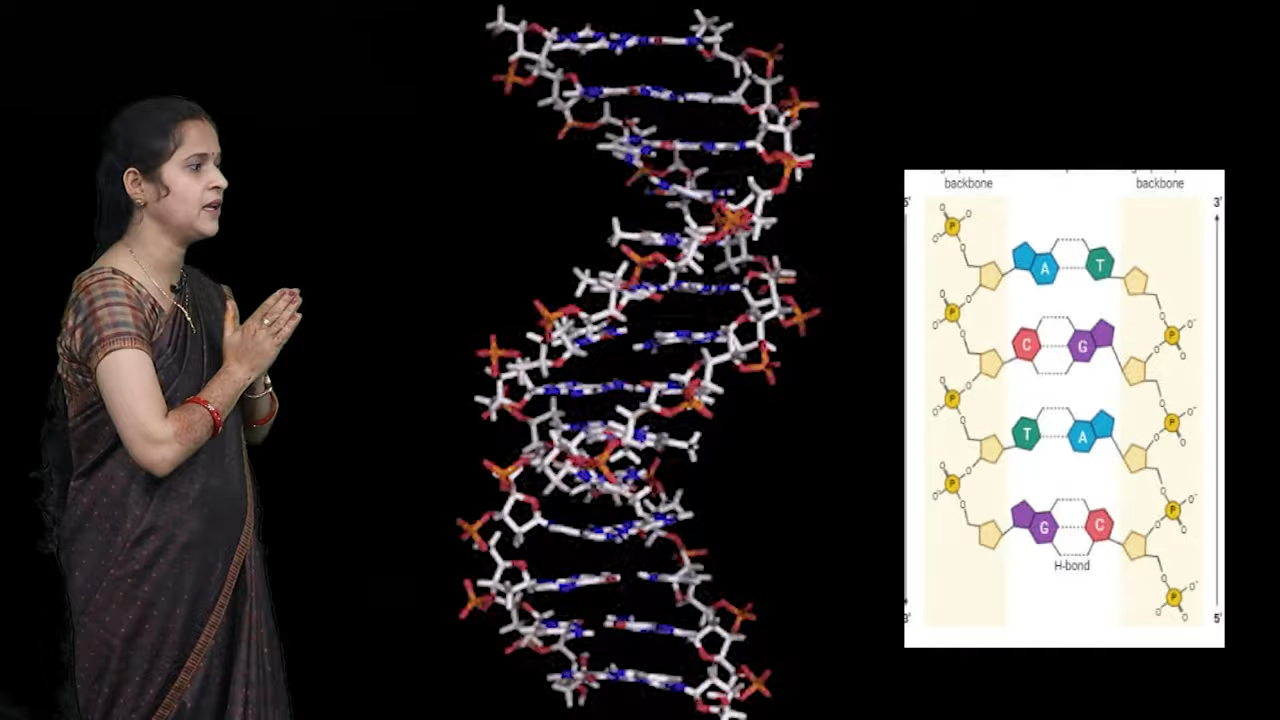 backbone backbone
5' 3'
P O O⁻ O
A T
P O O⁻ O P O O⁻ O
C G
P O O⁻ O P O O⁻ O
T A
P O O⁻ O P O O⁻ O
G C
H-bond
P O O⁻ O
3' 5'